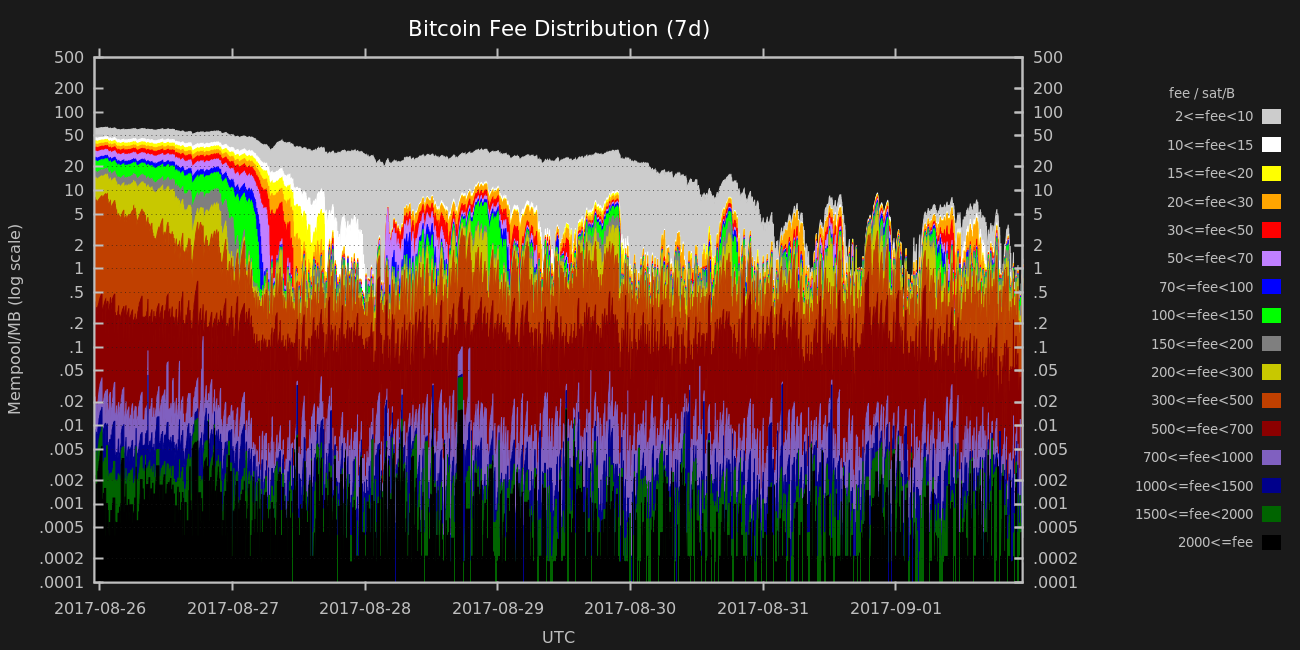 Bitcoin Fee Distribution (7d)
500
200
100
50
20
10
5
2
1
.5
.2
.1
.05
.02
.01
.005
.002
.001
.0005
.0002
.0001
Mempool/MB (log scale)
500
200
100
50
20
10
5
2
1
.5
.2
.1
.05
.02
.01
.005
.002
.001
.0005
.0002
.0001
2017-08-26 2017-08-27 2017-08-28 2017-08-29 2017-08-30 2017-08-31 2017-09-01
UTC
fee / sat/B
2<=fee<10
10<=fee<15
15<=fee<20
20<=fee<30
30<=fee<50
50<=fee<70
70<=fee<100
100<=fee<150
150<=fee<200
200<=fee<300
300<=fee<500
500<=fee<700
700<=fee<1000
1000<=fee<1500
1500<=fee<2000
2000<=fee